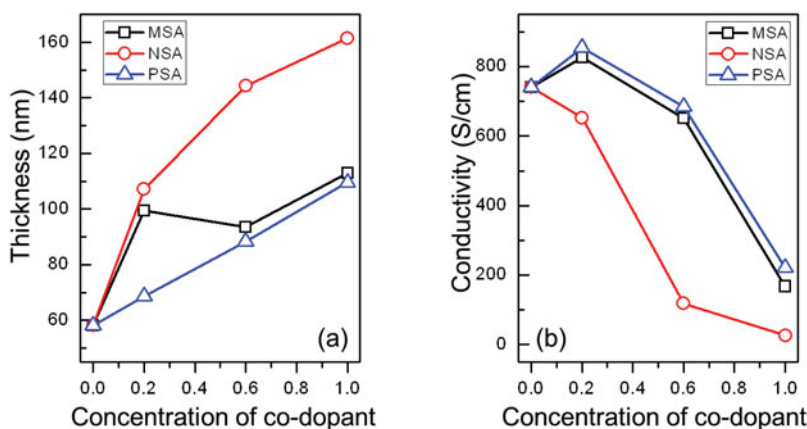 MSA
NSA
PSA
160
140
120
100
80
60
Thickness (nm)
(a)
0.0 0.2 0.4 0.6 0.8 1.0
Concentration of co-dopant
MSA
NSA
PSA
800
600
400
200
0
Conductivity (S/cm)
(b)
0.0 0.2 0.4 0.6 0.8 1.0
Concentration of co-dopant